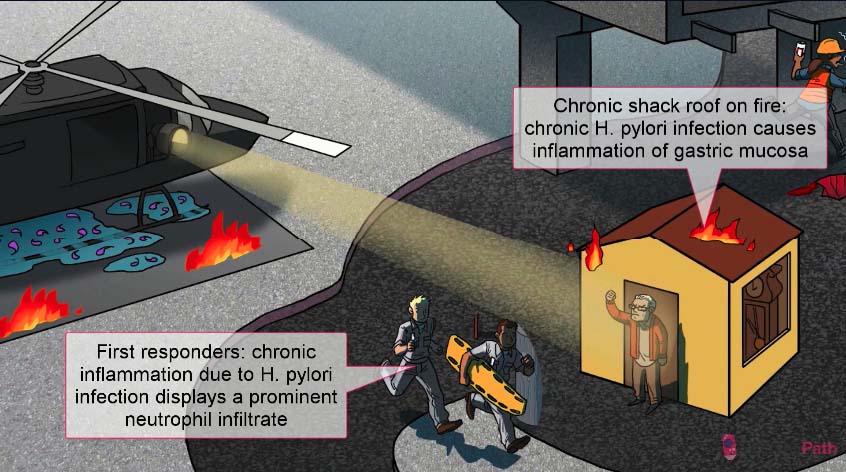 Chronic shack roof on fire:
chronic H. pylori infection causes
inflammation of gastric mucosa
First responders: chronic
inflammation due to H. pylori
infection displays a prominent
neutrophil infiltrate
Path